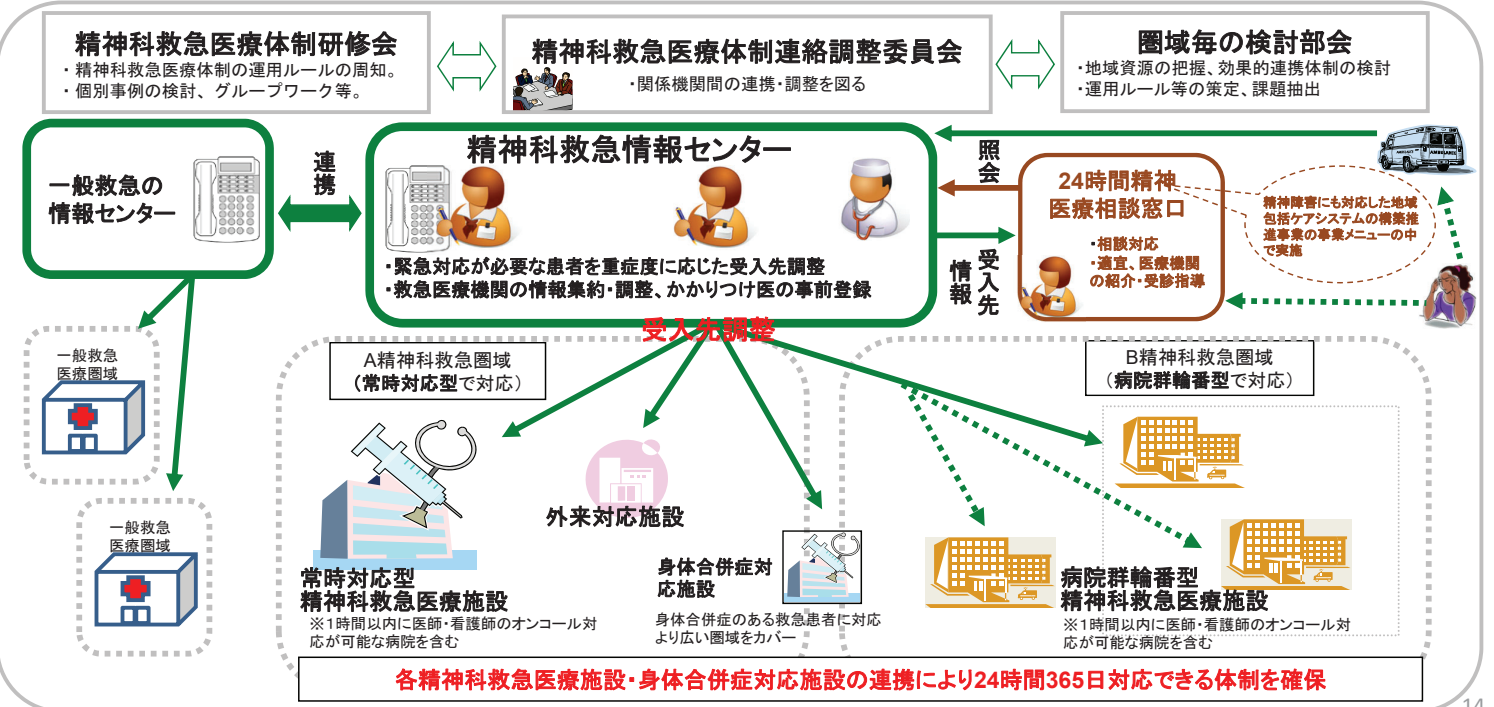 精神科救急医療体制研修会
・精神科救急医療体制の運用ルールの周知。
・個別事例の検討、グループワーク等。
精神科救急医療体制連絡調整委員会
・関係機関間の連携・調整を図る
圏域毎の検討部会
・地域資源の把握、効果的連携体制の検討
・運用ルール等の策定、課題抽出
一般救急の
情報センター
連携
精神科救急情報センター
・緊急対応が必要な患者を重症度に応じた受入先調整
・救急医療機関の情報集約・調整、かかりつけ医の事前登録
照会
受入先
情報
24時間精神
医療相談窓口
・相談対応
・適宜、医療機関
の紹介・受診指導
精神障害にも対応した地域
包括ケアシステムの構築推
進事業の事業メニューの中
で実施
AMBULANCE
受入先調整
一般救急
医療圏域
一般救急
医療圏域
A精神科救急圏域
（常時対応型で対応）
B精神科救急圏域
（病院群輪番型で対応）
外来対応施設
常時対応型
精神科救急医療施設
※1時間以内に医師・看護師のオンコール対
応が可能な病院を含む
身体合併症対
応施設
身体合併症のある救急患者に対応
より広い圏域をカバー
病院群輪番型
精神科救急医療施設
※1時間以内に医師・看護師のオンコール対
応が可能な病院を含む
各精神科救急医療施設・身体合併症対応施設の連携により24時間365日対応できる体制を確保
14